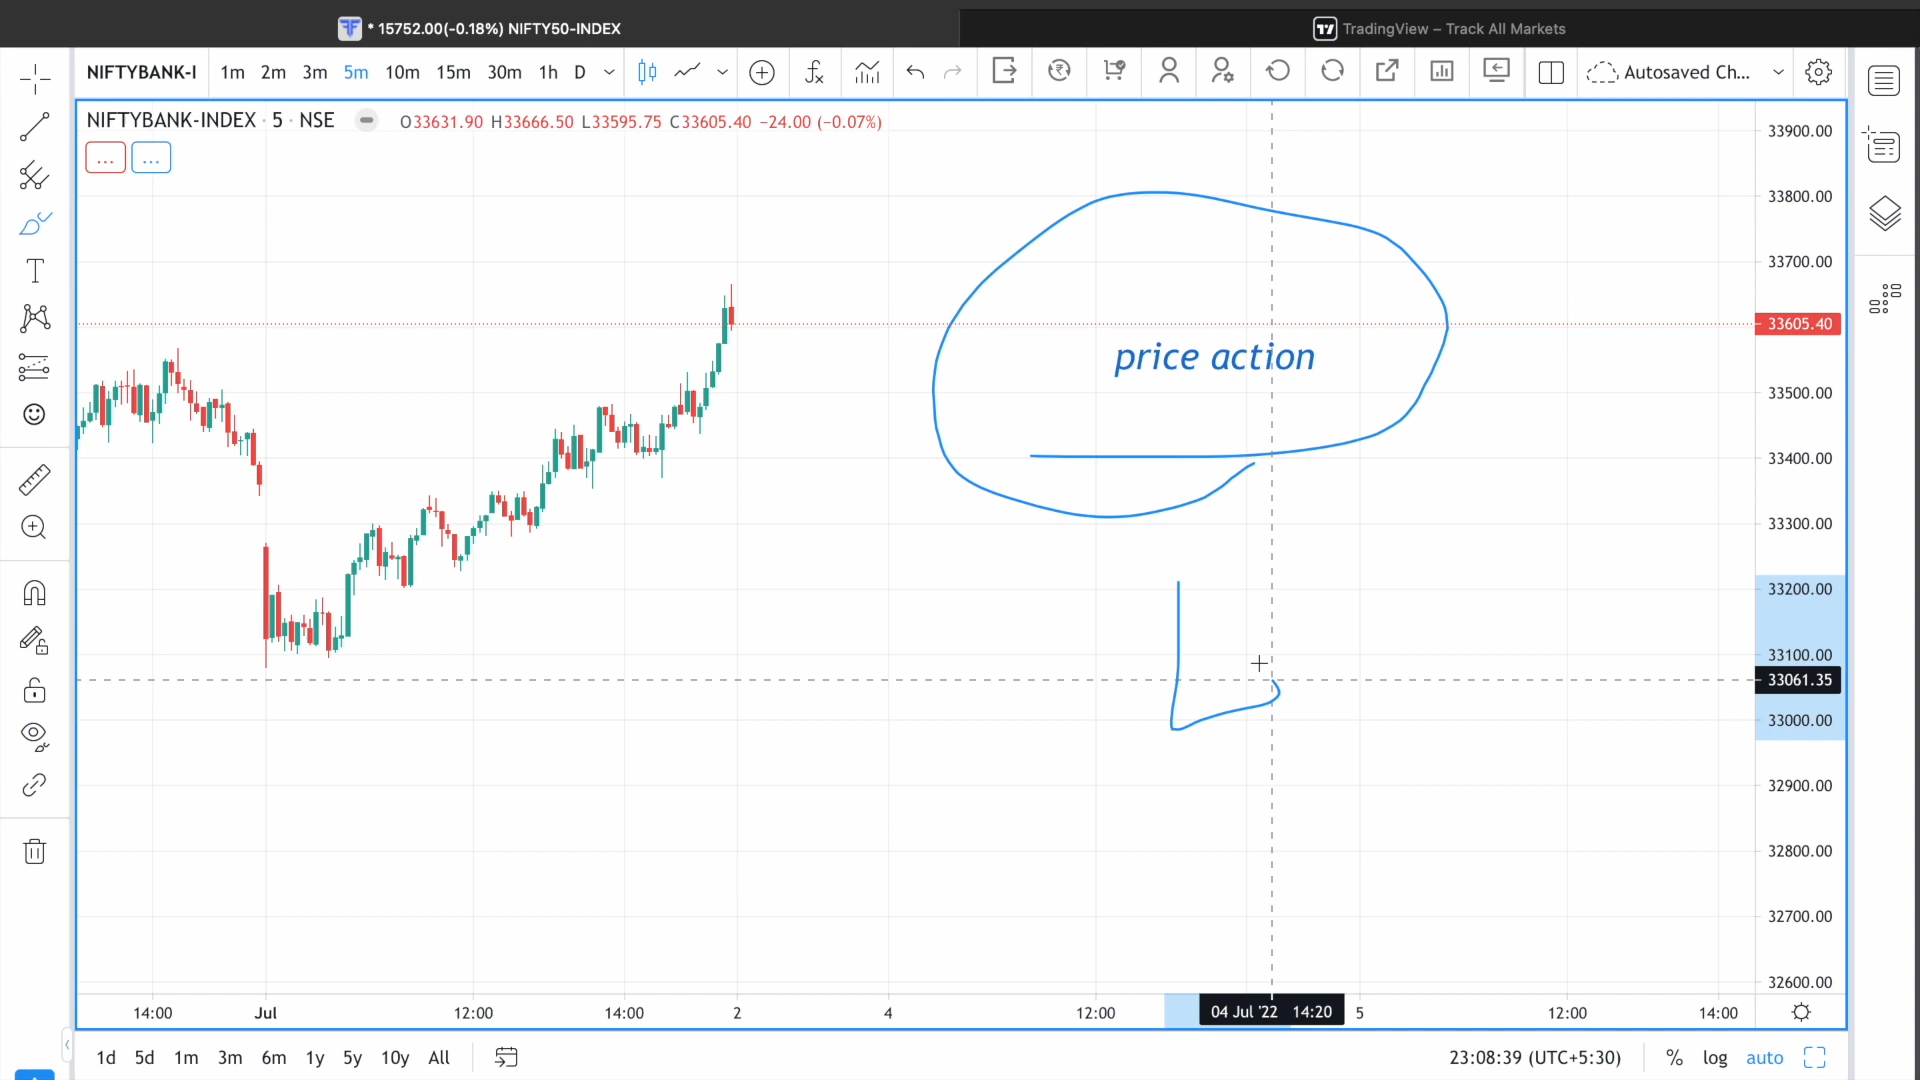 * 15752.00(-0.18%) NIFTY50-INDEX
TradingView – Track All Markets
NIFTYBANK-I 1m 2m 3m 5m 10m 15m 30m 1h D
Autosaved Ch...
NIFTYBANK-INDEX · 5 · NSE O33631.90 H33666.50 L33595.75 C33605.40 −24.00 (−0.07%)
... ...
price action
33900.00
33800.00
33700.00
33605.40
33500.00
33400.00
33300.00
33200.00
33100.00
33061.35
33000.00
32900.00
32800.00
32700.00
32600.00
14:00 Jul 12:00 14:00 2 4 12:00 04 Jul '22 14:20 5 12:00 14:00
1d 5d 1m 3m 6m 1y 5y 10y All
23:08:39 (UTC+5:30) % log auto